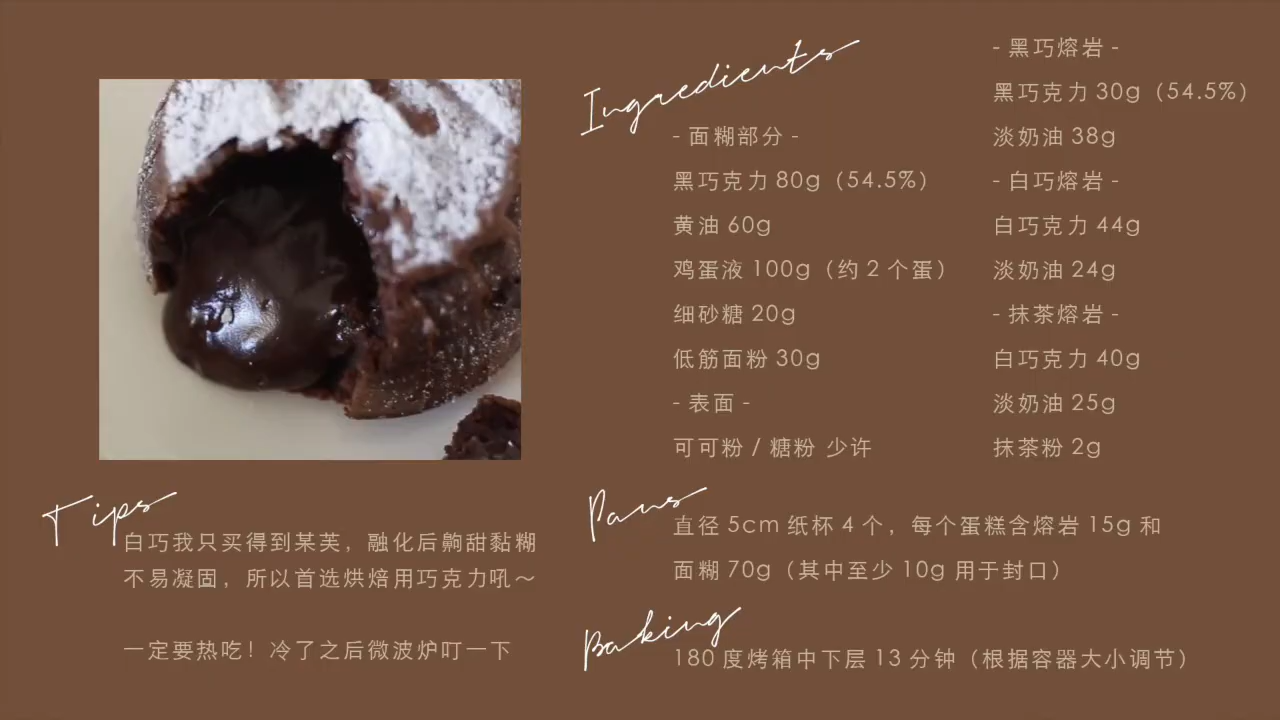 Ingredients
- 面糊部分 -
黑巧克力 80g（54.5%）
黄油 60g
鸡蛋液 100g（约 2 个蛋）
细砂糖 20g
低筋面粉 30g
- 表面 -
可可粉 / 糖粉 少许
- 黑巧熔岩 -
黑巧克力 30g（54.5%）
淡奶油 38g
- 白巧熔岩 -
白巧克力 44g
淡奶油 24g
- 抹茶熔岩 -
白巧克力 40g
淡奶油 25g
抹茶粉 2g
Tips
白巧我只买得到某芙，融化后齁甜黏糊
不易凝固，所以首选烘焙用巧克力吼～
一定要热吃！冷了之后微波炉叮一下
Pans
直径 5cm 纸杯 4 个，每个蛋糕含熔岩 15g 和
面糊 70g（其中至少 10g 用于封口）
Baking
180 度烤箱中下层 13 分钟（根据容器大小调节）